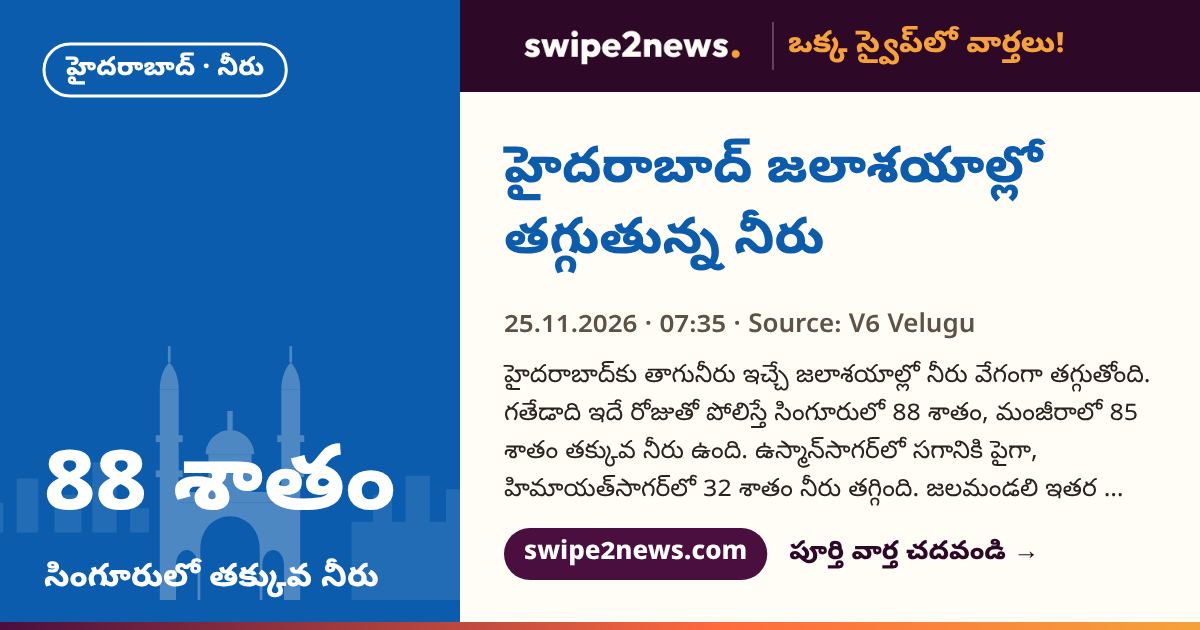 హైదరాబాద్ · నీరు
88 శాతం
సింగూరులో తక్కువ నీరు
swipe2news.
ఒక్క స్వైప్‌లో వార్తలు!
హైదరాబాద్ జలాశయాల్లో
తగ్గుతున్న నీరు
25.11.2026 · 07:35 · Source: V6 Velugu
హైదరాబాద్‌కు తాగునీరు ఇచ్చే జలాశయాల్లో నీరు వేగంగా తగ్గుతోంది.
గతేడాది ఇదే రోజుతో పోలిస్తే సింగూరులో 88 శాతం, మంజీరాలో 85
శాతం తక్కువ నీరు ఉంది. ఉస్మాన్‌సాగర్‌లో సగానికి పైగా,
హిమాయత్‌సాగర్‌లో 32 శాతం నీరు తగ్గింది. జలమండలి ఇతర ...
swipe2news.com
పూర్తి వార్త చదవండి →